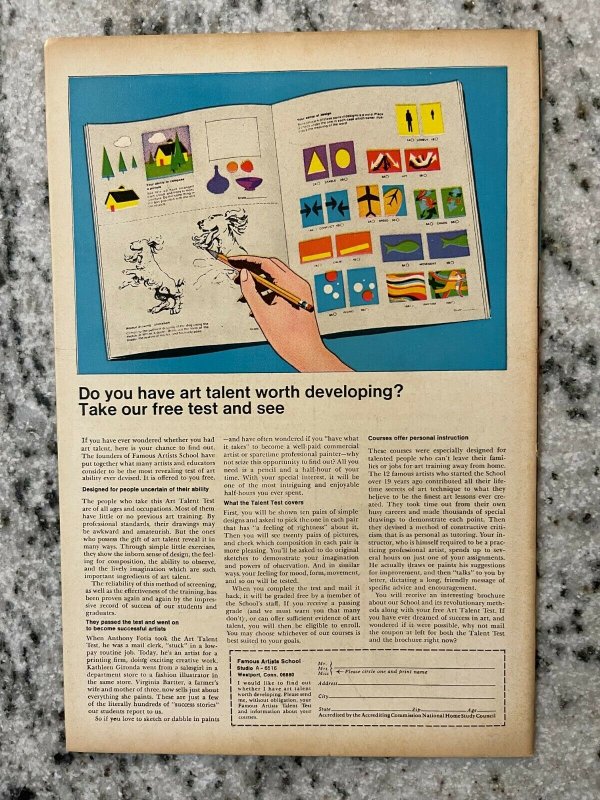 Do you have art talent worth developing?
Take our free test and see
If you have ever wondered whether you had
art talent, here is your chance to find out.
The founders of Famous Artists School have
put together what many artists and educators
consider to be the most revealing test of art
ability ever devised. It is offered to you free.
Designed for people uncertain of their ability
The people who take this Art Talent Test
are of all ages and occupations. Most of them
have little or no previous art training. By
professional standards, their drawings may
be awkward and amateurish. But the ones
who possess the gift of art talent reveal it in
many ways. Through simple little exercises,
they show the inborn sense of design, the feel-
ing for composition, the ability to observe,
and the lively imagination which are such
important ingredients of art talent.
The reliability of this method of screening,
as well as the effectiveness of the training, has
been proven again and again by the impres-
sive record of success of our students and
graduates.
They passed the test and went on
to become successful artists
When Anthony Fotia took the Art Talent
Test, he was a mail clerk, "stuck" in a low-
pay routine job. Today, he's an artist for a
printing firm, doing exciting creative work.
Kathleen Gironda went from a salesgirl in a
department store to a fashion illustrator in
the same store. Virginia Bartter, a farmer's
wife and mother of three, now sells just about
everything she paints. These are just a few
of the literally hundreds of "success stories"
our students report to us.
So if you love to sketch or dabble in paints
—and have often wondered if you "have what
it takes" to become a well-paid commercial
artist or sparetime professional painter—why
not seize this opportunity to find out? All you
need is a pencil and a half-hour of your
time. With your special interest, it will be
one of the most intriguing and enjoyable
half-hours you ever spent.
What the Talent Test covers
First, you will be shown ten pairs of simple
designs and asked to pick the one in each pair
that has "a feeling of rightness" about it.
Then you will see twenty pairs of pictures,
and check which composition in each pair is
more pleasing. You'll be asked to do original
sketches to demonstrate your imagination
and powers of observation. And in similar
ways, your feeling for mood, form, movement,
and so on will be tested.
When you complete the test and mail it
back, it will be graded free by a member of
the School's staff. If you receive a passing
grade (and we must warn you that many
don't), or can offer sufficient evidence of art
talent, you will then be eligible to enroll.
You may choose whichever of our courses is
best suited to your goals.
Courses offer personal instruction
These courses were especially designed for
talented people who can't leave their fami-
lies or jobs for art training away from home.
The 12 famous artists who started the School
over 19 years ago contributed all their life-
time secrets of art technique to what they
believe to be the finest art lessons ever cre-
ated. They took time out from their own
busy careers and made thousands of special
drawings to demonstrate each point. Then
they devised a method of constructive criti-
cism that is as personal as tutoring. Your in-
structor, who is himself required to be a prac-
ticing professional artist, spends up to sev-
eral hours on just one of your assignments.
He actually draws or paints his suggestions
for improvement, and then "talks" to you by
letter, dictating a long, friendly message of
specific advice and encouragement.
You will receive an interesting brochure
about our School and its revolutionary meth-
ods along with your free Art Talent Test. If
you have ever dreamed of success in art, and
wondered if it were possible, why not mail
the coupon at left for both the Talent Test
and the brochure right now?
Famous Artists School
Studio A-6516
Westport, Conn. 06880
I would like to find out
whether I have art talent
worth developing. Please send
me, without obligation, your
Famous Artists Talent Test
and information about your
courses.
Mr.
Mrs.
Miss
Please circle one and print name
Address
City
State Zip Age
Accredited by the Accrediting Commission National Home Study Council